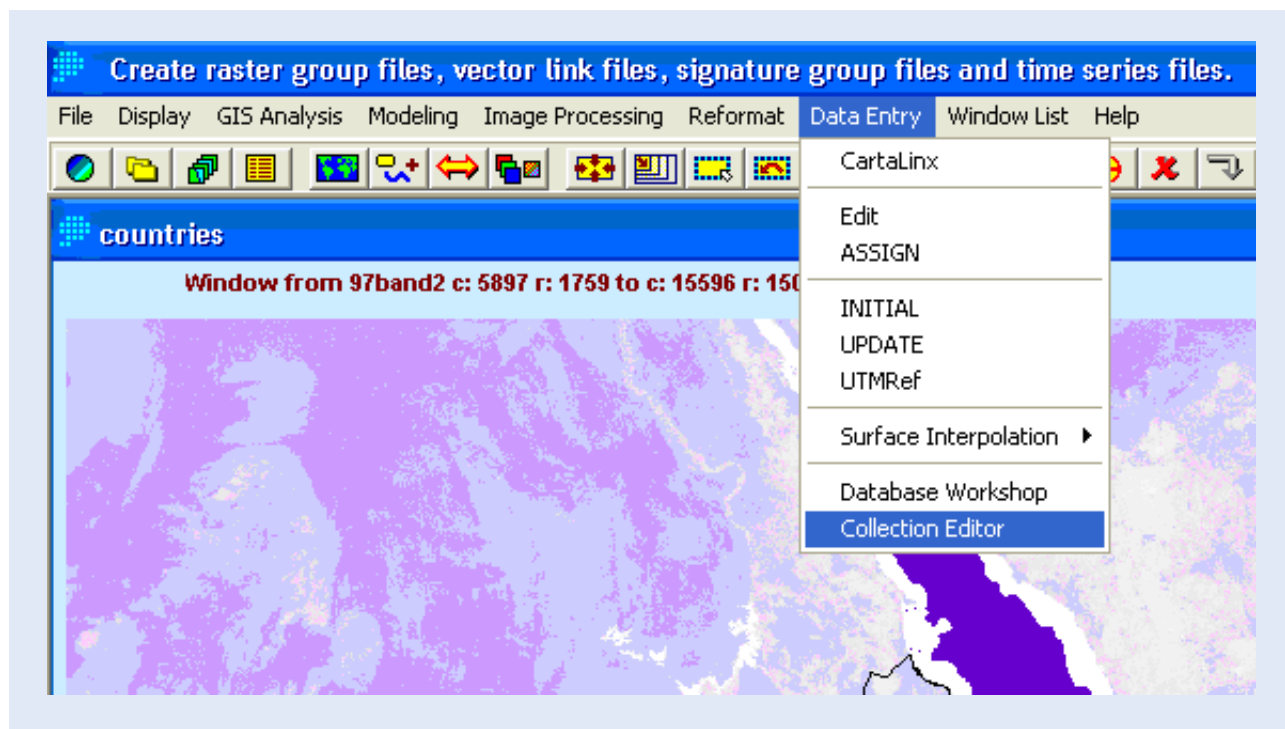 Create raster group files, vector link files, signature group files and time series files.
File Display GIS Analysis Modeling Image Processing Reformat Data Entry Window List Help
CartaLinx
Edit
ASSIGN
INITIAL
UPDATE
UTMRef
Surface Interpolation
Database Workshop
Collection Editor
countries
Window from 97band2 c: 5897 r: 1759 to c: 15596 r: 150